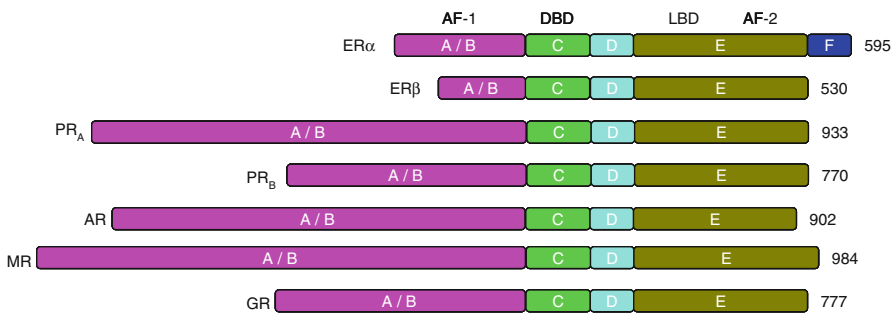 AF-1 DBD LBD AF-2
ERα A / B C D E F 595
ERβ A / B C D E 530
PRA A / B C D E 933
PRB A / B C D E 770
AR A / B C D E 902
MR A / B C D E 984
GR A / B C D E 777